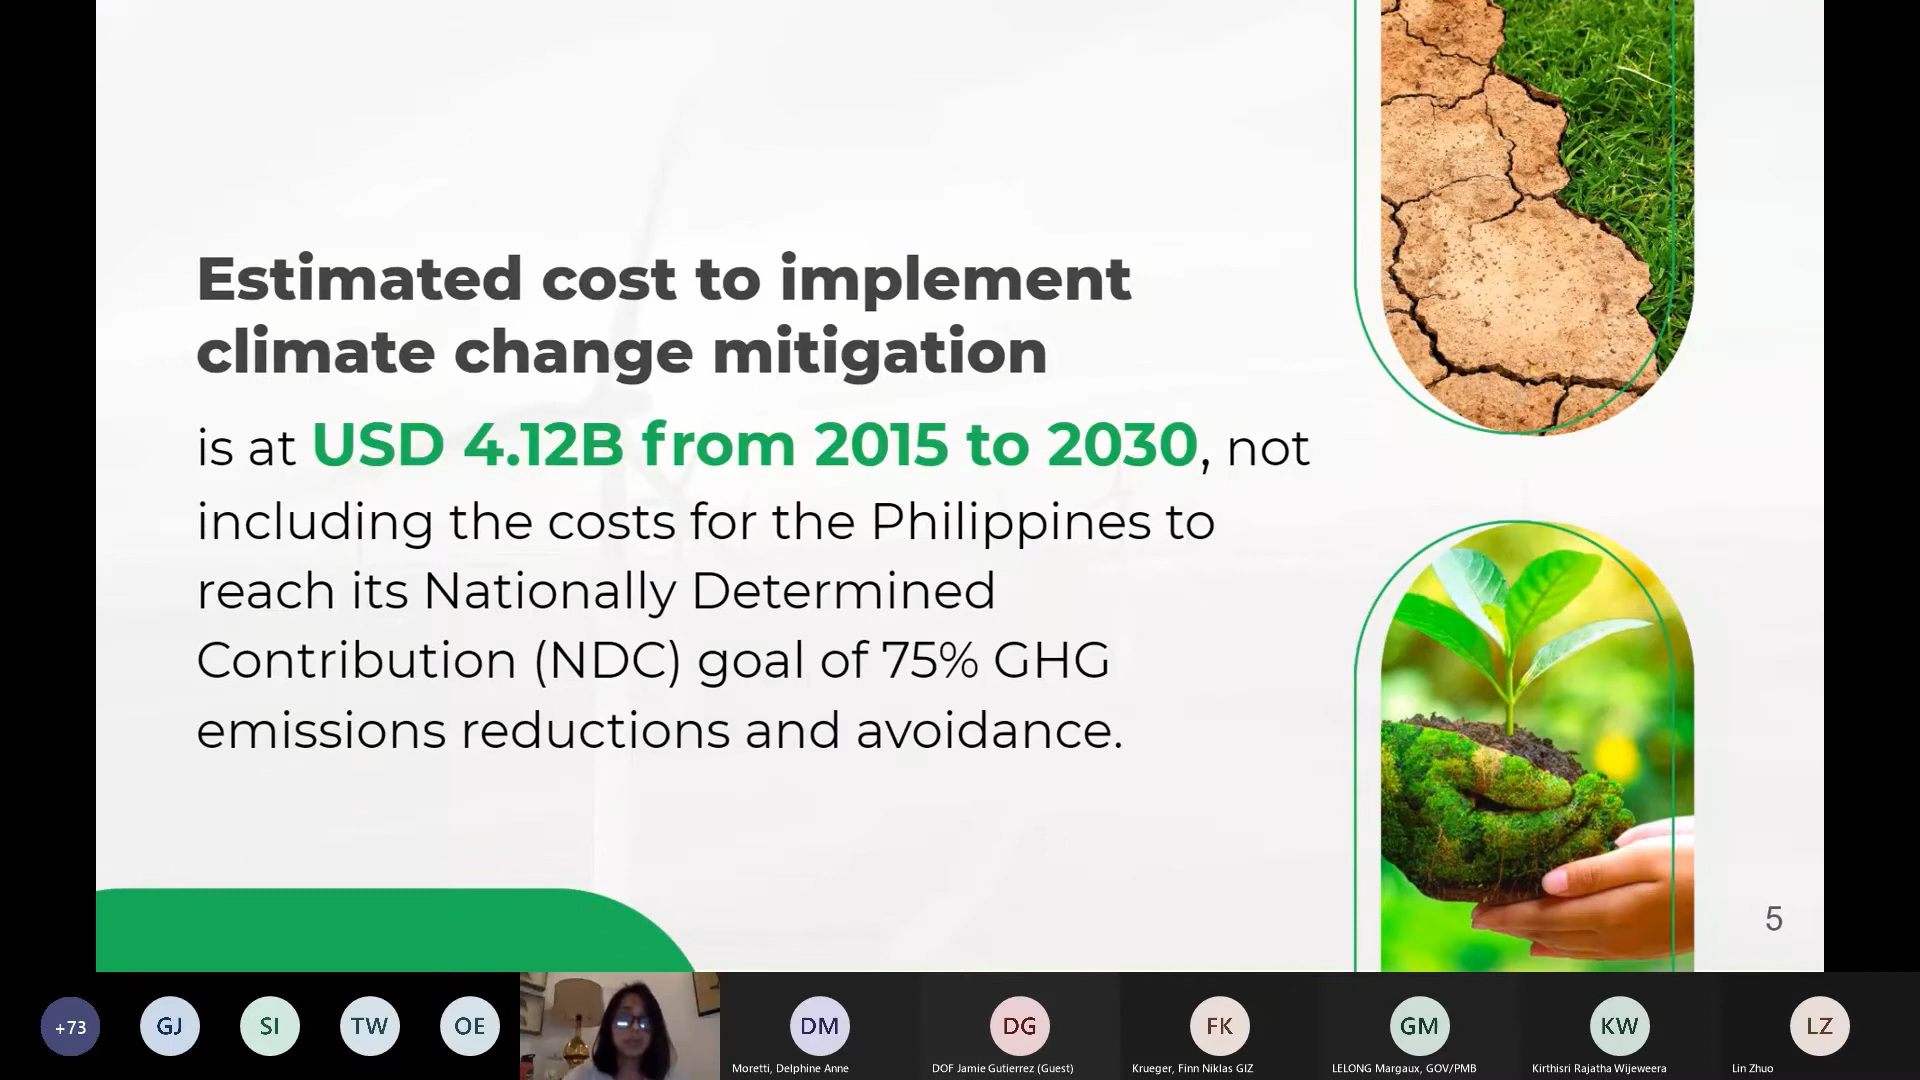 Estimated cost to implement
climate change mitigation
is at USD 4.12B from 2015 to 2030, not
including the costs for the Philippines to
reach its Nationally Determined
Contribution (NDC) goal of 75% GHG
emissions reductions and avoidance.
5
+73
GJ
SI
TW
OE
DM
DG
FK
GM
KW
LZ
Moretti, Delphine Anne
DOF Jamie Gutierrez (Guest)
Krueger, Finn Niklas GIZ
LELONG Margaux, GOV/PMB
Kirthisri Rajatha Wijeweera
Lin Zhuo